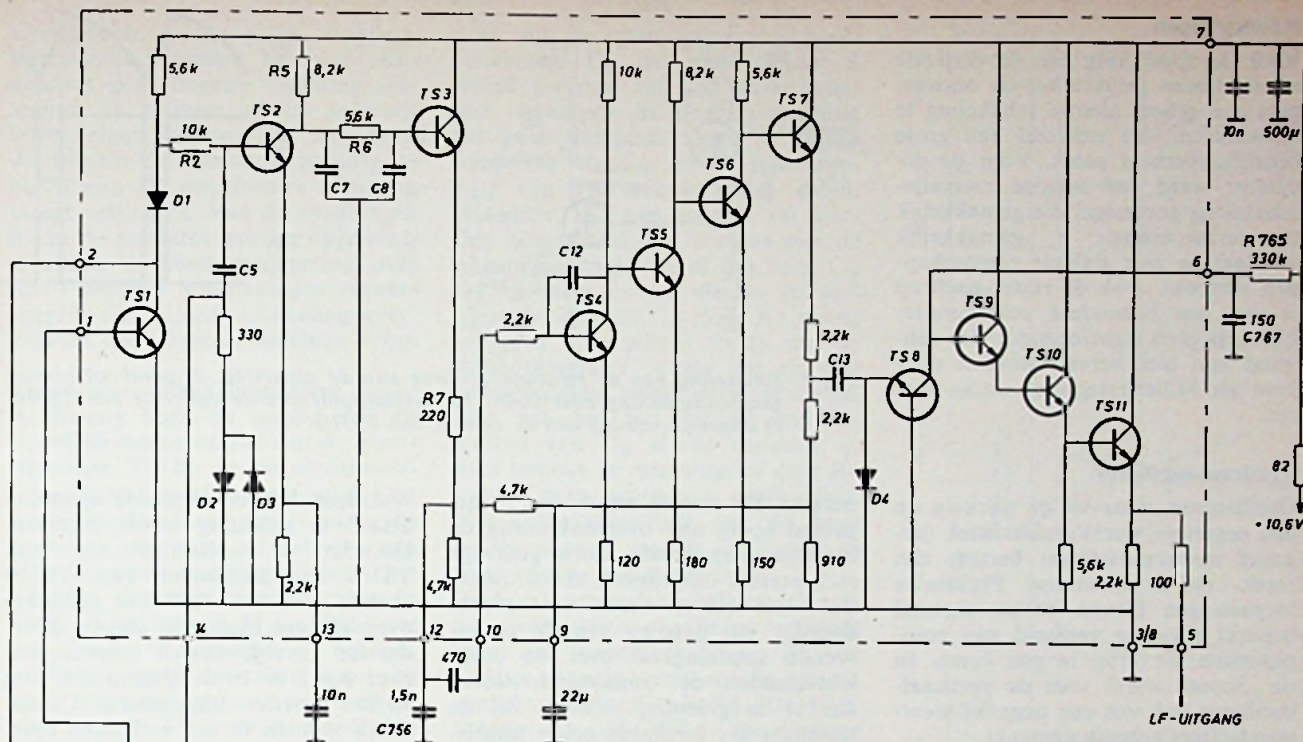 7
5,6k
R5
8,2k
10k
8,2k
5,6k
10n
500µ
10k
R2
TS2
5,6k
R6
TS3
TS7
C7
C8
TS6
D1
2
TS1
1
C5
330
C12
TS5
TS4
2,2k
6
R765
330k
TS9
150
C767
2,2k
C13
TS8
TS10
R7
220
2,2k
TS11
D2
D3
4,7k
D4
82
+10,6V
2,2k
4,7k
120
180
150
910
5,6k
2,2k
100
14
13
12
10
9
3/8
5
470
10n
1,5n
C756
22µ
LF-UITGANG